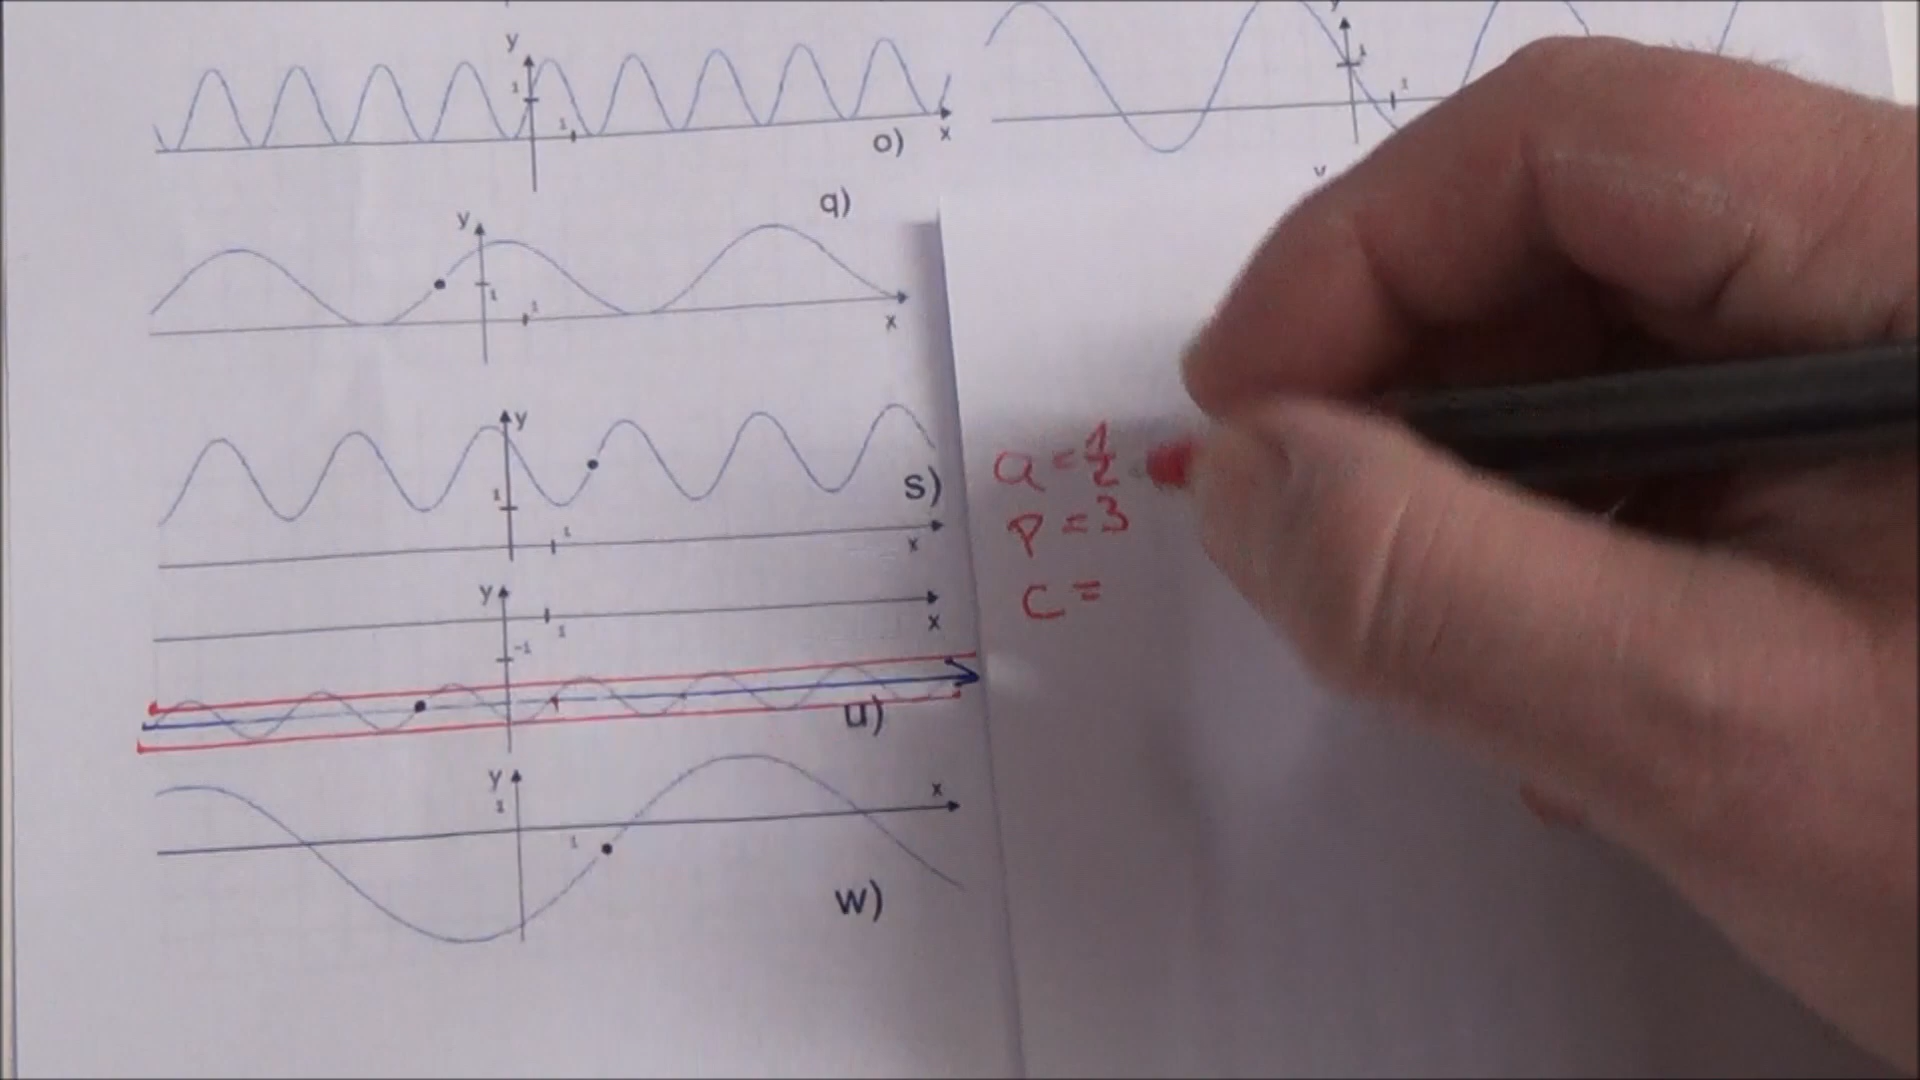 y
1
1
x
o)
y
1
1
q)
y
1
1
x
y
1
1
x
s)
a = 1/2
p = 3
c =
y
1
x
-1
u)
y
1
1
x
w)